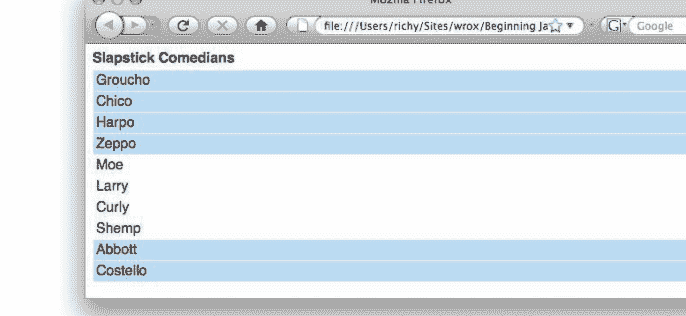 Mozilla Firefox
file:///Users/richy/Sites/wrox/Beginning Ja
Google
Slapstick Comedians
Groucho
Chico
Harpo
Zeppo
Moe
Larry
Curly
Shemp
Abbott
Costello